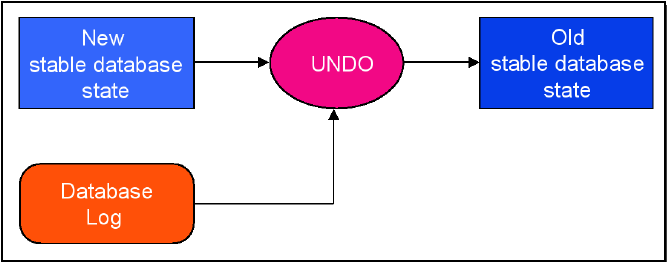 New
stable database
state
UNDO
Old
stable database
state
Database
Log